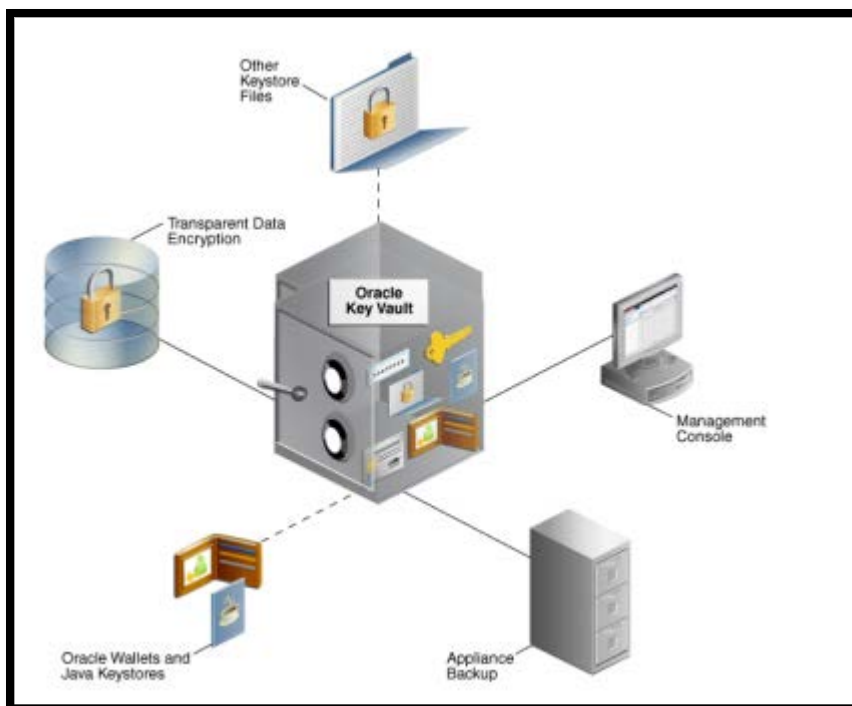 Other
Keystore
Files
Transparent Data
Encryption
Oracle
Key Vault
Management
Console
Oracle Wallets and
Java Keystores
Appliance
Backup